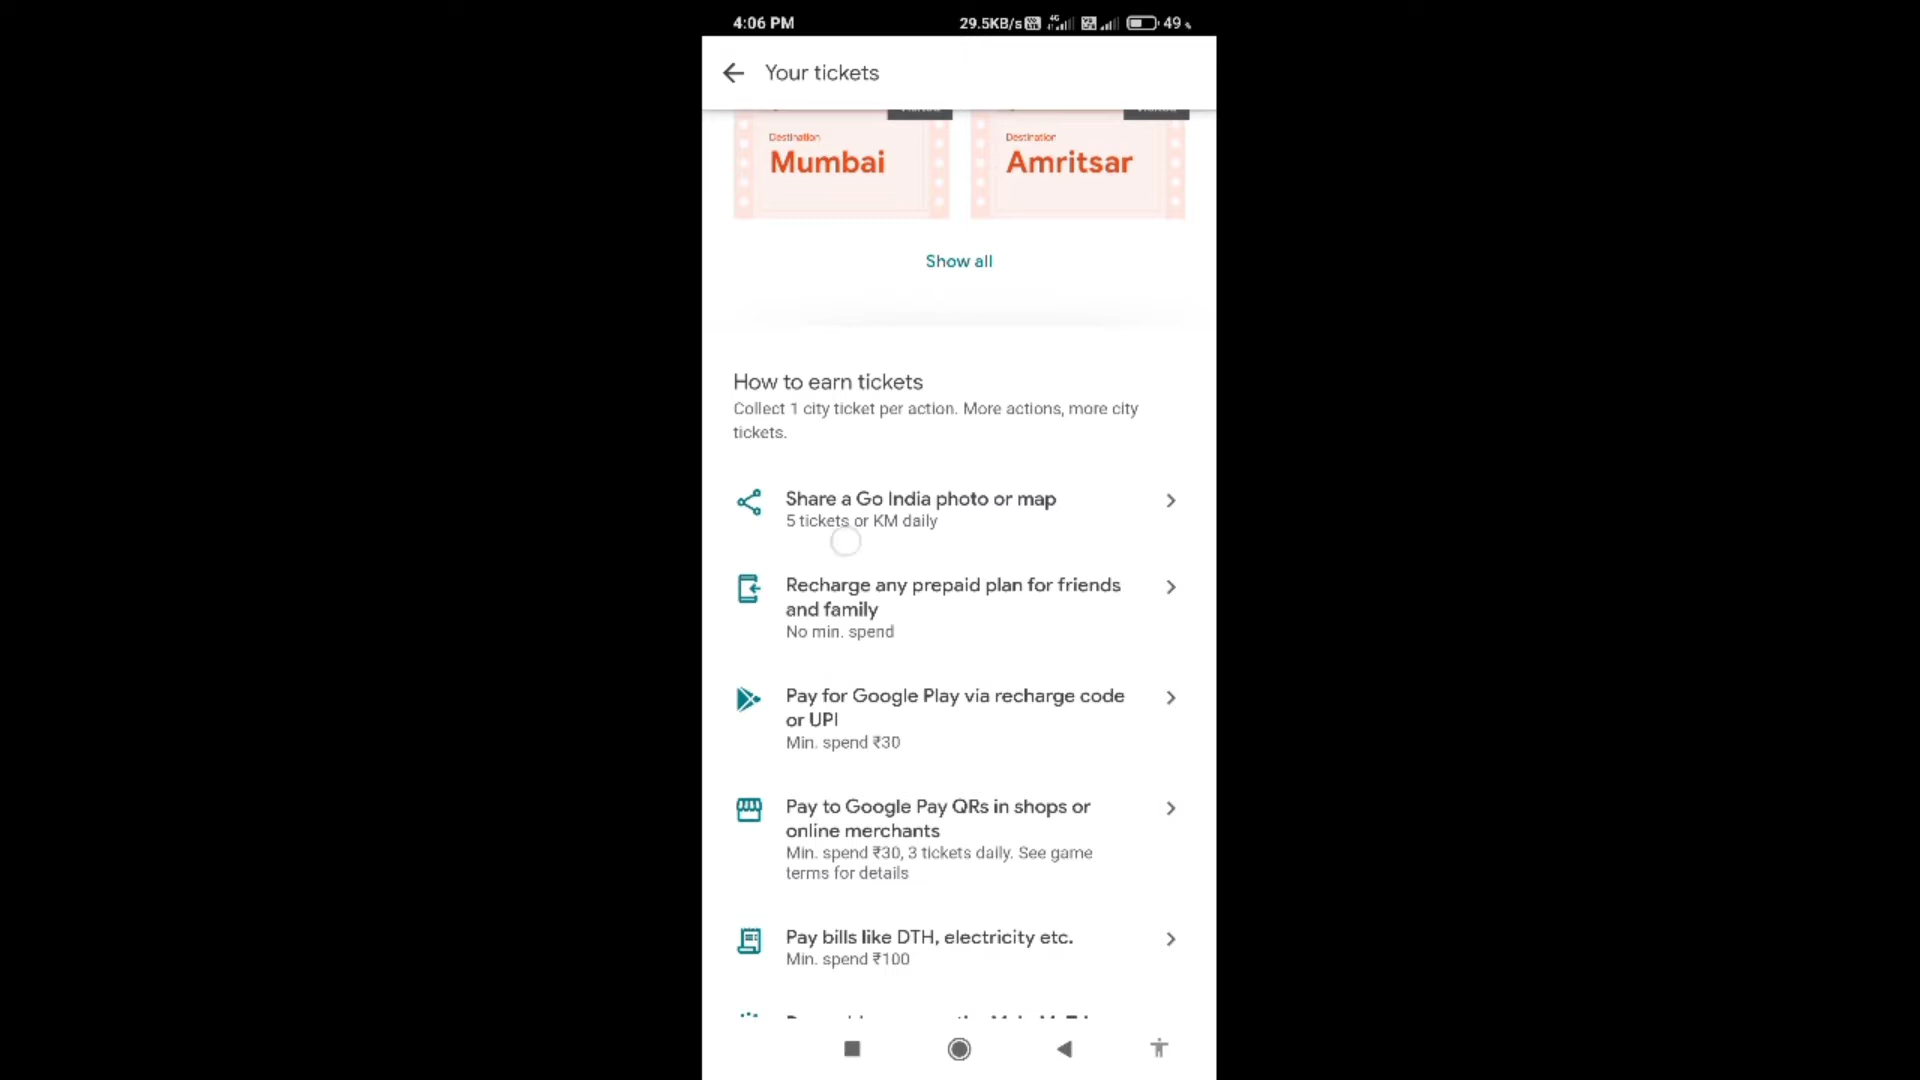 4:06 PM
29.5KB/s
4G
49
Your tickets
Destination
Mumbai
Destination
Amritsar
Show all
How to earn tickets
Collect 1 city ticket per action. More actions, more city
tickets.
Share a Go India photo or map
5 tickets or KM daily
Recharge any prepaid plan for friends
and family
No min. spend
Pay for Google Play via recharge code
or UPI
Min. spend ₹30
Pay to Google Pay QRs in shops or
online merchants
Min. spend ₹30, 3 tickets daily. See game
terms for details
Pay bills like DTH, electricity etc.
Min. spend ₹100